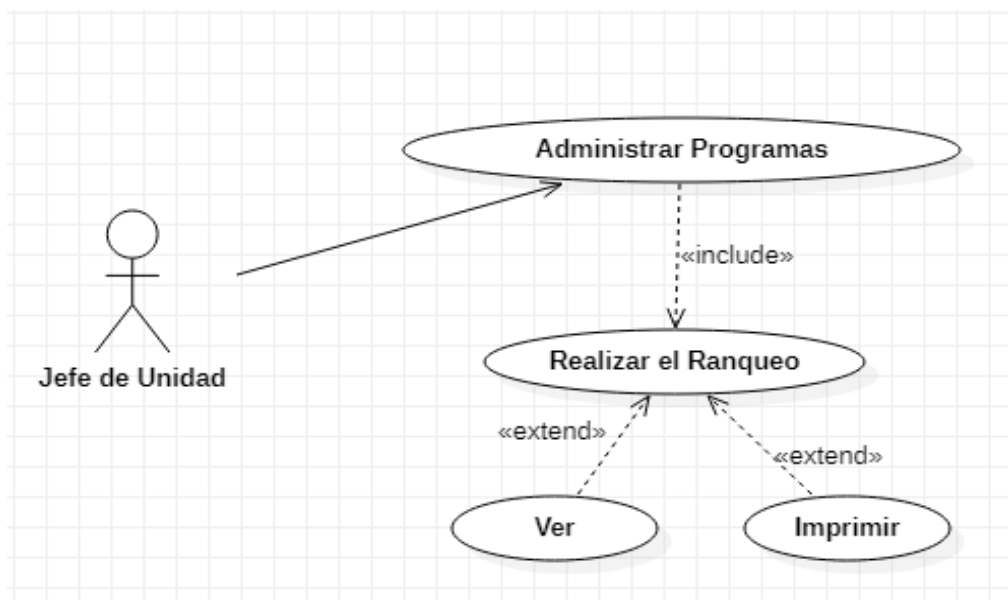 Administrar Programas
«include»
Realizar el Ranqueo
Jefe de Unidad
«extend»
«extend»
Ver
Imprimir